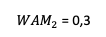 WAM₂ = 0,3